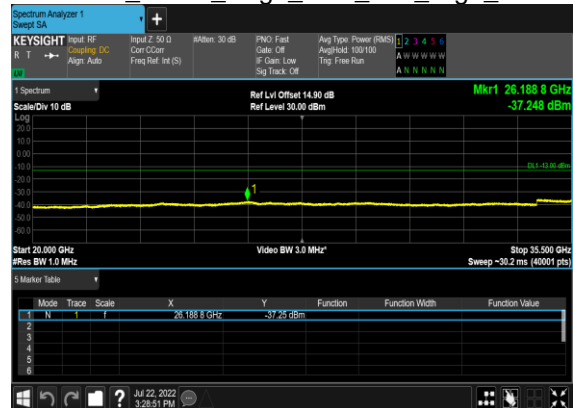 Spectrum Analyzer 1
Swept SA
+
KEYSIGHT Input: RF Input Z: 50 Ω #Atten: 30 dB PNO: Fast Avg Type: Power (RMS) 1 2 3 4 5 6
R T Coupling: DC Corr CCorr Gate: Off Avg|Hold: 100/100 A W W W W W
Align: Auto Freq Ref: Int (S) IF Gain: Low Trig: Free Run
LW Sig Track: Off A N N N N N
1 Spectrum Ref Lvl Offset 14.90 dB Mkr1 26.188 8 GHz
Scale/Div 10 dB Ref Level 30.00 dBm -37.248 dBm
Log
20.0
10.0
0.00
-10.0 DL1 -13.00 dBm
-20.0
-30.0 1
-40.0
-50.0
-60.0
Start 20.000 GHz Video BW 3.0 MHz* Stop 35.500 GHz
#Res BW 1.0 MHz Sweep ~30.2 ms (40001 pts)
5 Marker Table
Mode Trace Scale X Y Function Function Width Function Value
1 N 1 f 26.188 8 GHz -37.25 dBm
2
3
4
5
6
? Jul 22, 2022
3:28:51 PM